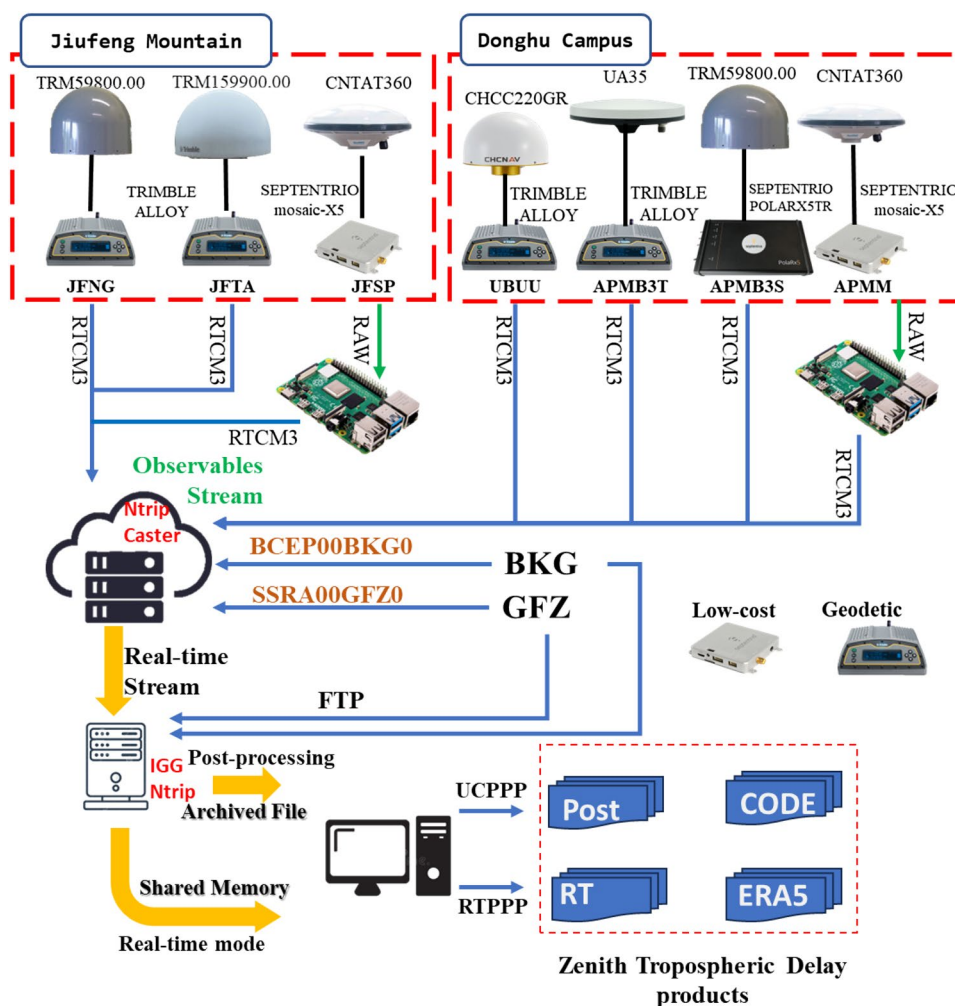 Jiufeng Mountain
Donghu Campus
TRM59800.00
TRM159900.00
CNTAT360
CHCC220GR
UA35
TRM59800.00
CNTAT360
CHCNAV
TRIMBLE
ALLOY
SEPTENTRIO
mosaic-X5
TRIMBLE
ALLOY
TRIMBLE
ALLOY
SEPTENTRIO
POLARX5TR
SEPTENTRIO
mosaic-X5
PolaRx5
JFNG
JFTA
JFSP
UBUU
APMB3T
APMB3S
APMM
RTCM3
RTCM3
RAW
RTCM3
RTCM3
RTCM3
RAW
RTCM3
RTCM3
Observables
Stream
Ntrip
Caster
BCEP00BKG0
BKG
SSRA00GFZ0
GFZ
Low-cost
Geodetic
Real-time
Stream
FTP
IGG
Ntrip
Post-processing
Archived File
UCPPP
Post
CODE
Shared Memory
Real-time mode
RTPPP
RT
ERA5
Zenith Tropospheric Delay
products